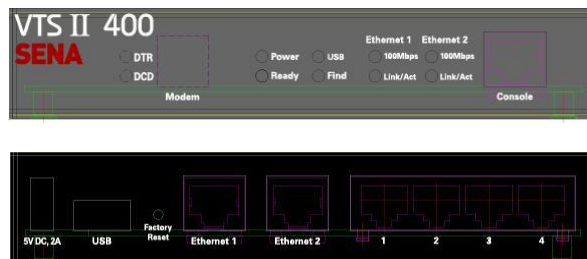 VTS II 400
SENA
Ethernet 1 Ethernet 2
DTR Power USB 100Mbps 100Mbps
DCD Ready Find Link/Act Link/Act
Modem Console
5V DC, 2A USB Factory Reset Ethernet 1 Ethernet 2 1 2 3 4